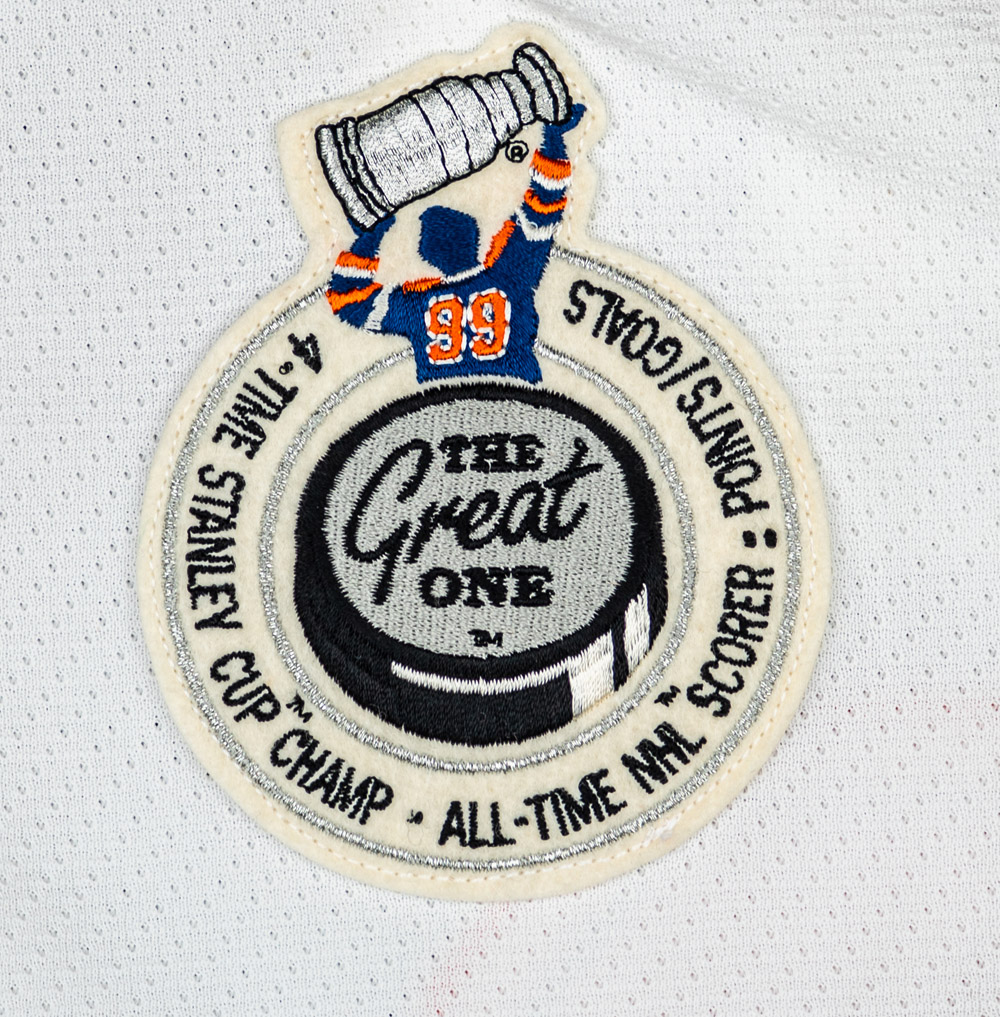 ®
99
THE
Great
ONE
TM
4-TIME STANLEY CUP™ CHAMP · ALL-TIME NHL™ SCORER : POINTS/GOALS